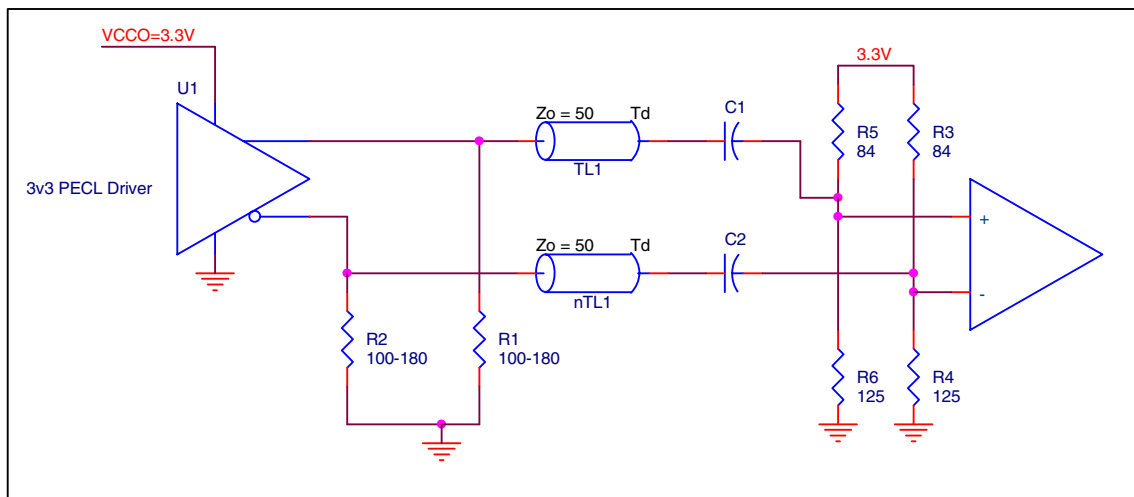 VCCO=3.3V
U1
3v3 PECL Driver
Zo = 50 Td
TL1
C1
3.3V
R5
84
R3
84
+
Zo = 50 Td
nTL1
C2
-
R2
100-180
R1
100-180
R6
125
R4
125